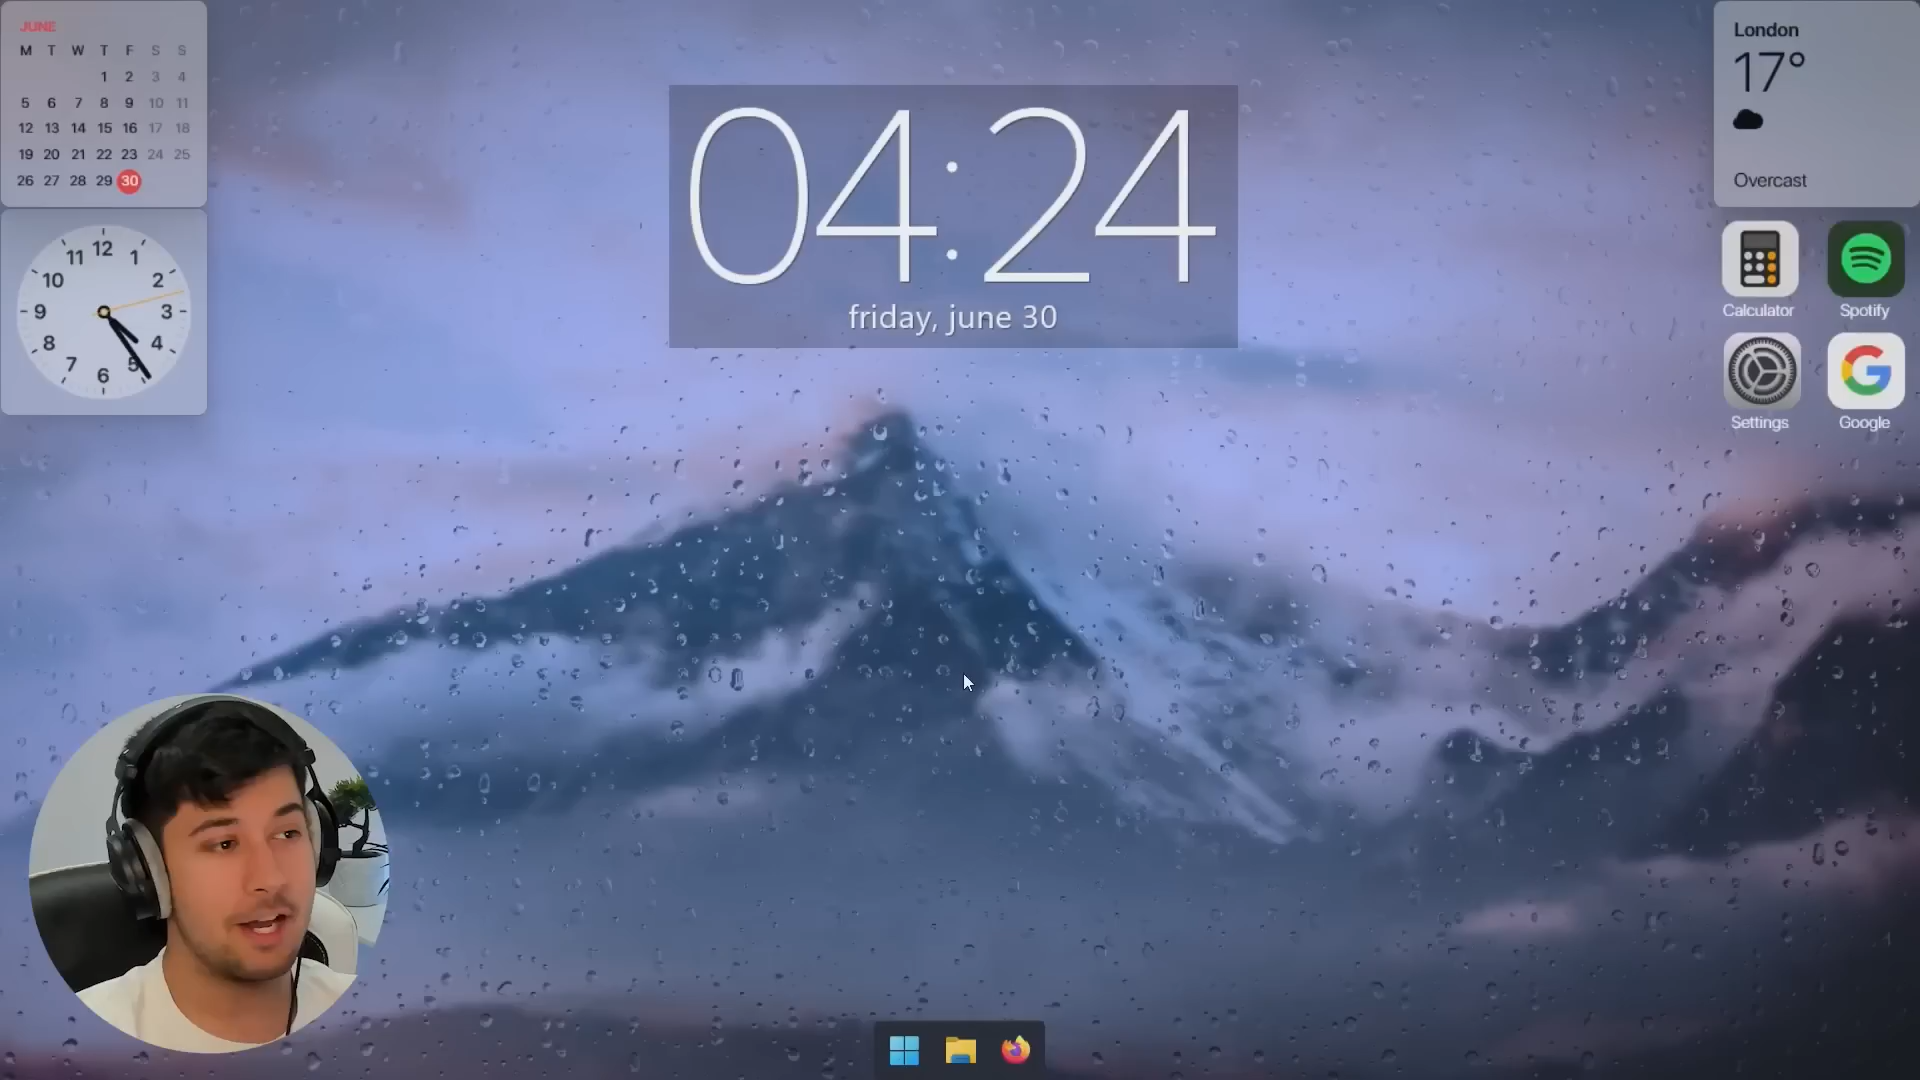 JUNE
M T W T F S S
1 2 3 4
5 6 7 8 9 10 11
12 13 14 15 16 17 18
19 20 21 22 23 24 25
26 27 28 29 30
12
11 1
10 2
9 3
8 4
7 5
6
04:24
friday, june 30
London
17°
Overcast
Calculator Spotify
Settings Google